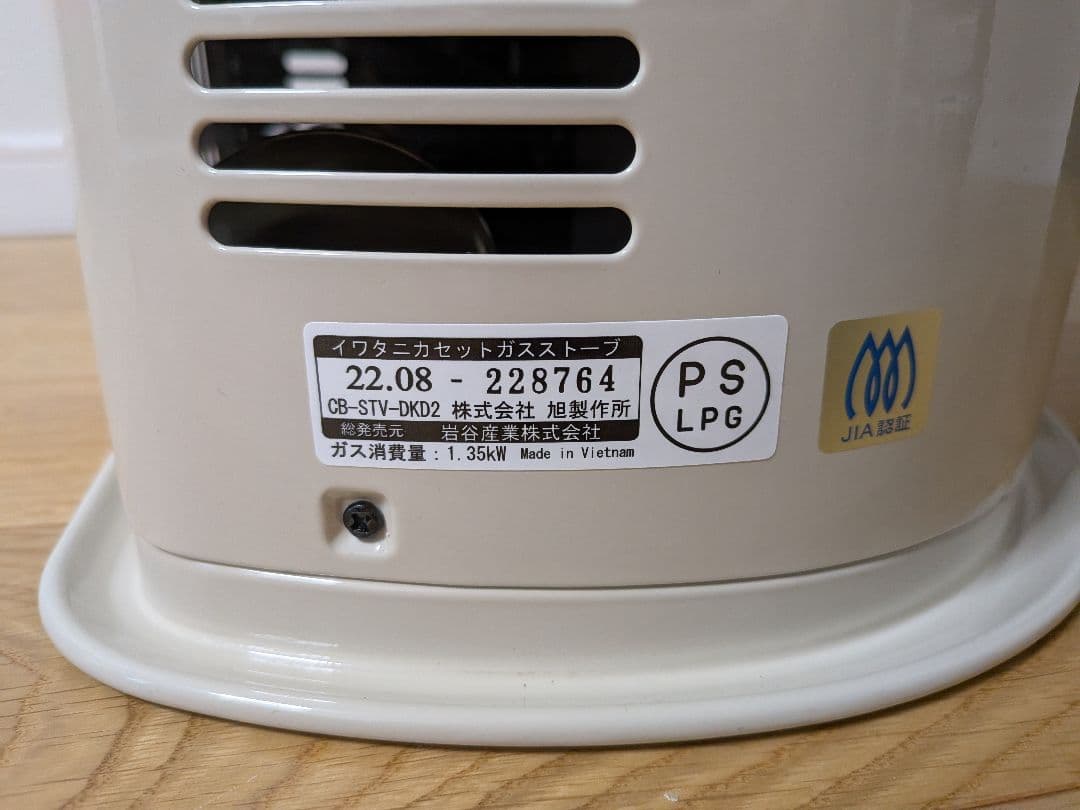 イワタニカセットガスストーブ
22.08 - 228764
CB-STV-DKD2 株式会社 旭製作所
総発売元 岩谷産業株式会社
ガス消費量：1.35kW Made in Vietnam
PS
LPG
JIA認証